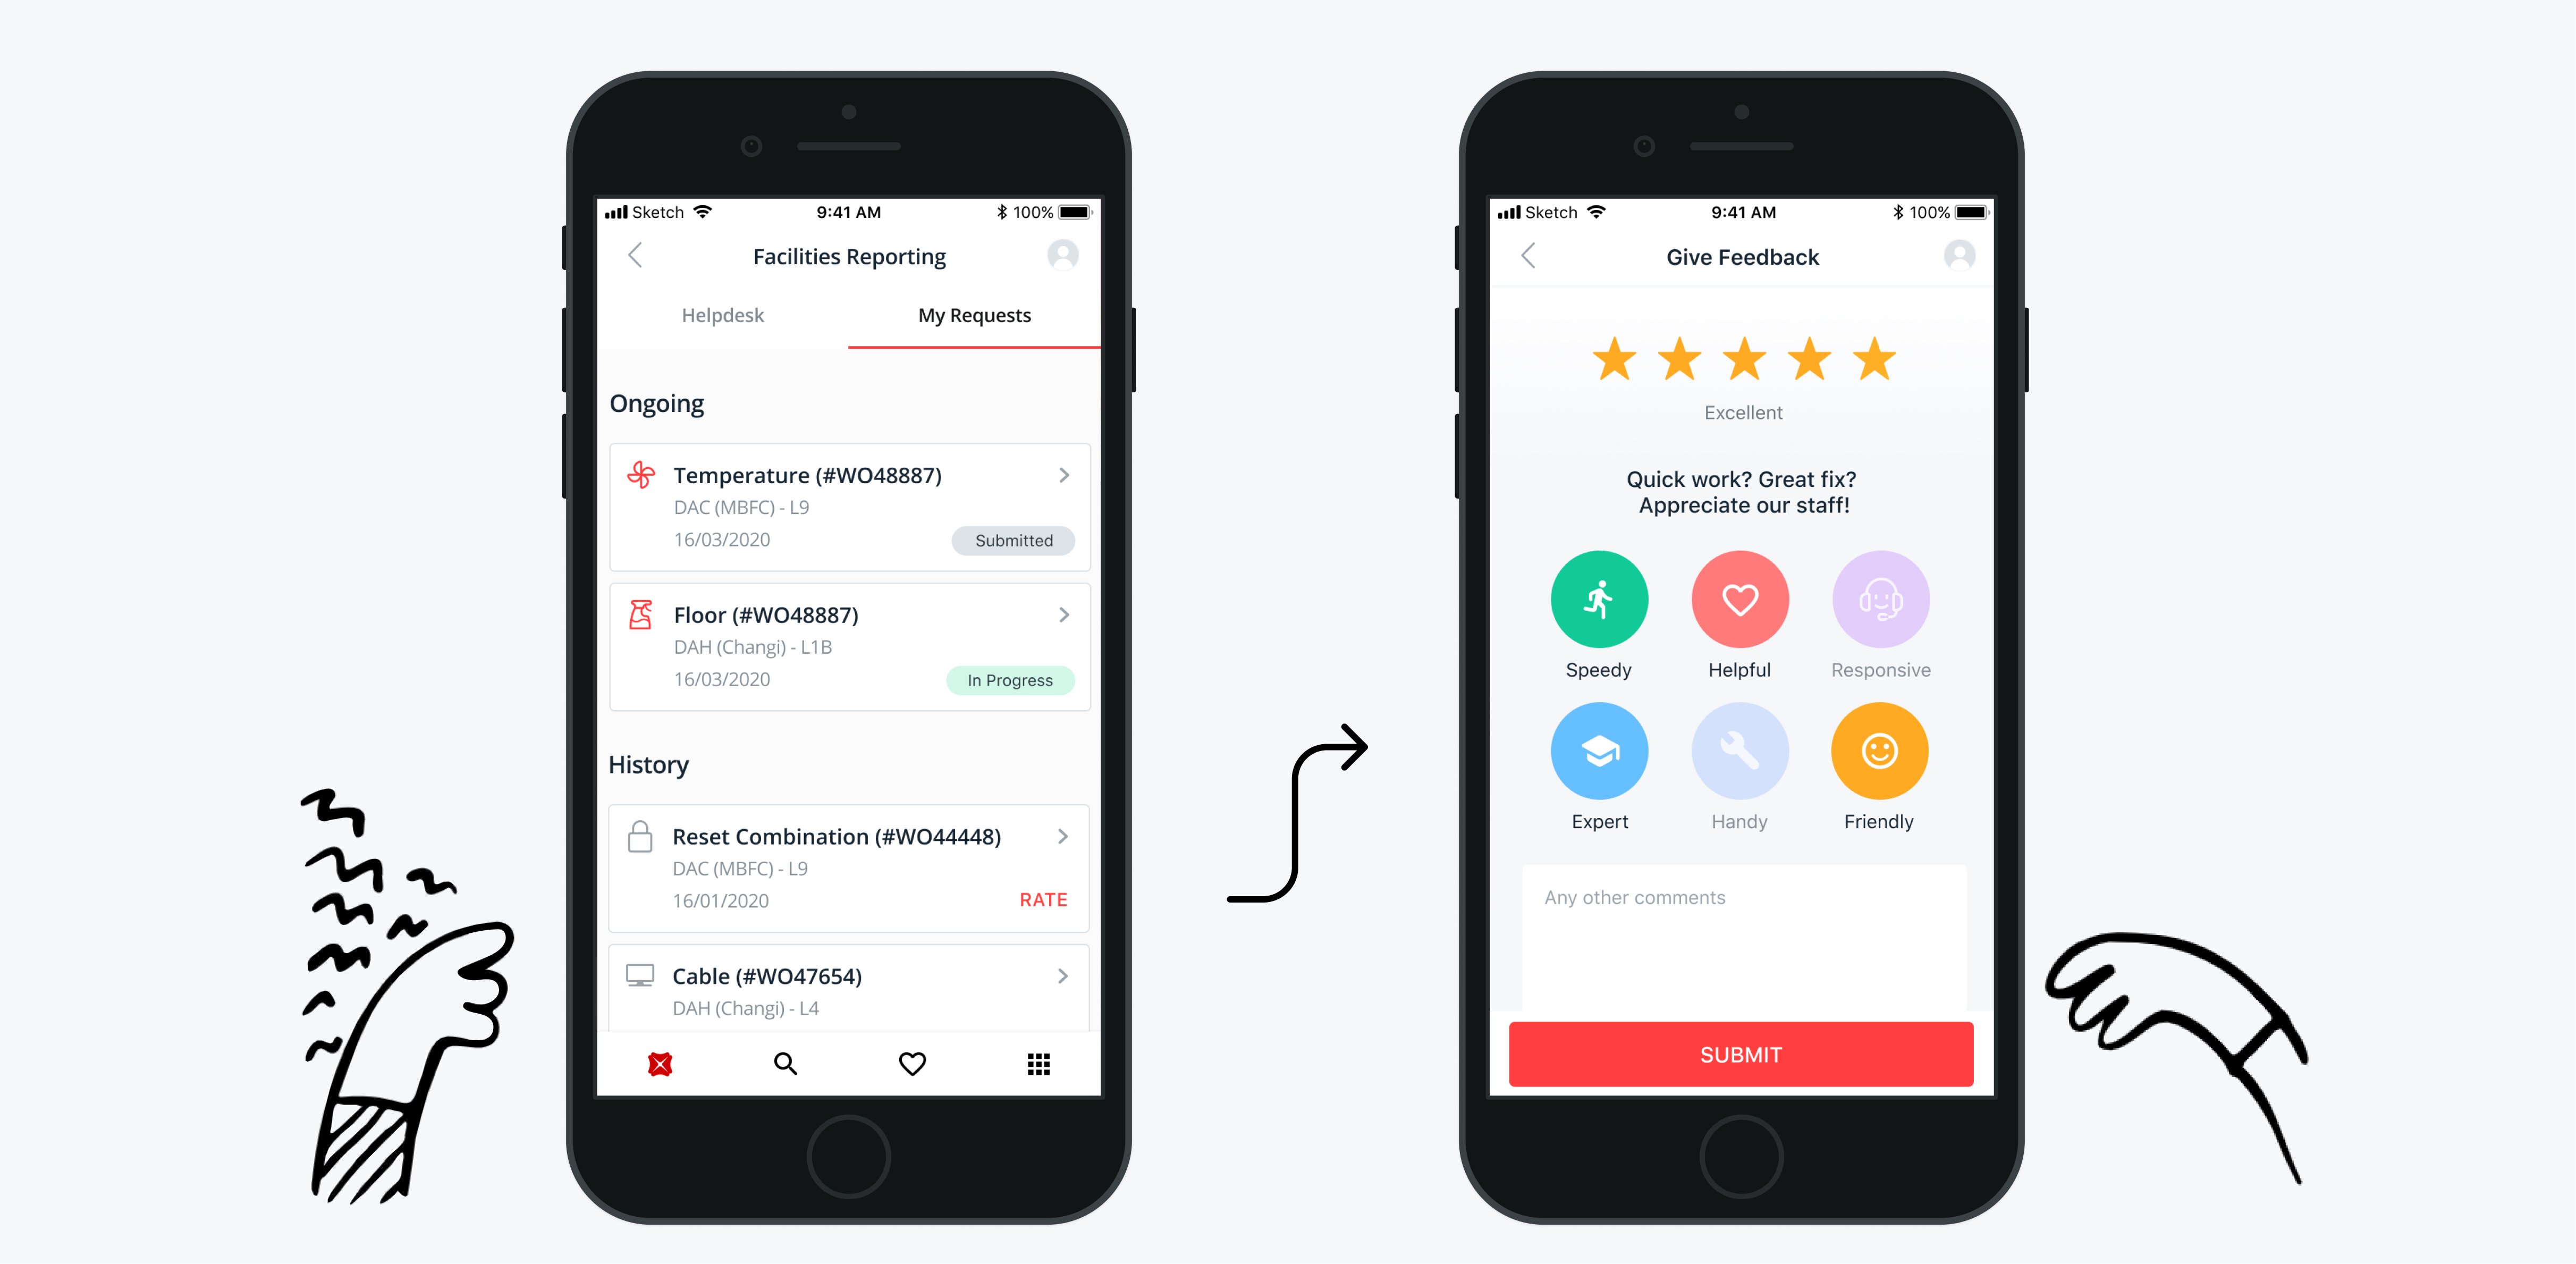 Sketch 9:41 AM 100%
Facilities Reporting
Helpdesk My Requests
Ongoing
Temperature (#WO48887)
DAC (MBFC) - L9
16/03/2020 Submitted
Floor (#WO48887)
DAH (Changi) - L1B
16/03/2020 In Progress
History
Reset Combination (#WO44448)
DAC (MBFC) - L9
16/01/2020 RATE
Cable (#WO47654)
DAH (Changi) - L4
Sketch 9:41 AM 100%
Give Feedback
Excellent
Quick work? Great fix?
Appreciate our staff!
Speedy Helpful Responsive
Expert Handy Friendly
Any other comments
SUBMIT